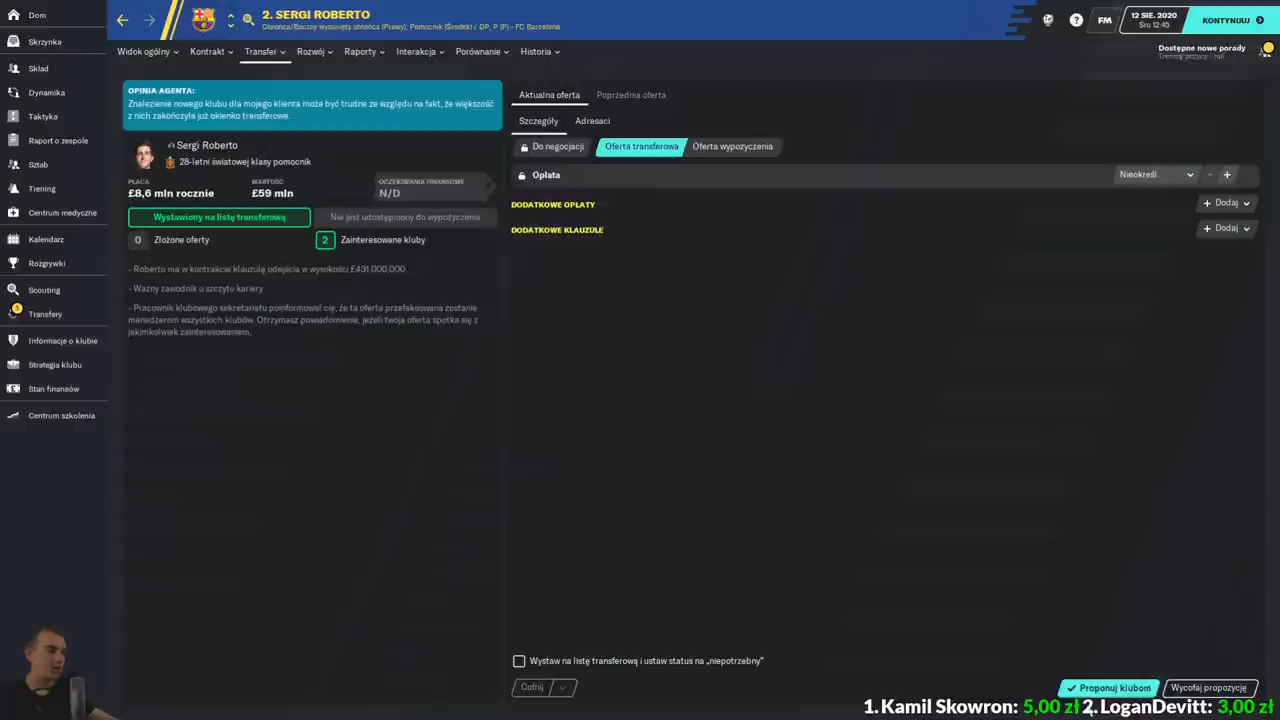 Dom
Skrzynka
Skład
Dynamika
Taktyka
Raport o zespole
Sztab
Trening
Centrum medyczne
Kalendarz
Rozgrywki
Scouting
Transfery
Informacje o klubie
Strategia klubu
Stan finansów
Centrum szkolenia
2. SERGI ROBERTO
Obrońca/Boczny wysunięty obrońca (Prawy), Pomocnik (Środek) / DP, P (P) - FC Barcelona
FM
12 SIE. 2020
Śro 12:45
KONTYNUUJ
Widok ogólny
Kontrakt
Transfer
Rozwój
Raporty
Interakcja
Porównanie
Historia
Dostępne nowe porady
OPINIA AGENTA:
Znalezienie nowego klubu dla mojego klienta może być trudne ze względu na fakt, że większość
z nich zakończyła już okienko transferowe.
Sergi Roberto
28-letni światowej klasy pomocnik
PŁACA
£8,6 mln rocznie
WARTOŚĆ
£59 mln
OCZEKIWANIA FINANSOWE
N/D
Wystawiony na listę transferową
Nie jest udostępniony do wypożyczenia
0 Złożone oferty
2 Zainteresowane kluby
- Roberto ma w kontrakcie klauzulę odejścia w wysokości £431.000.000.
- Ważny zawodnik u szczytu kariery
- Pracownik klubowego sekretariatu poinformował cię, że ta oferta przefaksowana zostanie
menedżerom wszystkich klubów. Otrzymasz powiadomienie, jeżeli twoja oferta spotka się z
jakimkolwiek zainteresowaniem.
Aktualna oferta
Poprzednia oferta
Szczegóły
Adresaci
Do negocjacji
Oferta transferowa
Oferta wypożyczenia
Opłata
Nieokreśl.
- +
DODATKOWE OPŁATY
+ Dodaj
DODATKOWE KLAUZULE
+ Dodaj
Wystaw na listę transferową i ustaw status na „niepotrzebny”
Cofnij
Proponuj klubom
Wycofaj propozycję
1. Kamil Skowron: 5,00 zł 2. LoganDevitt: 3,00 zł